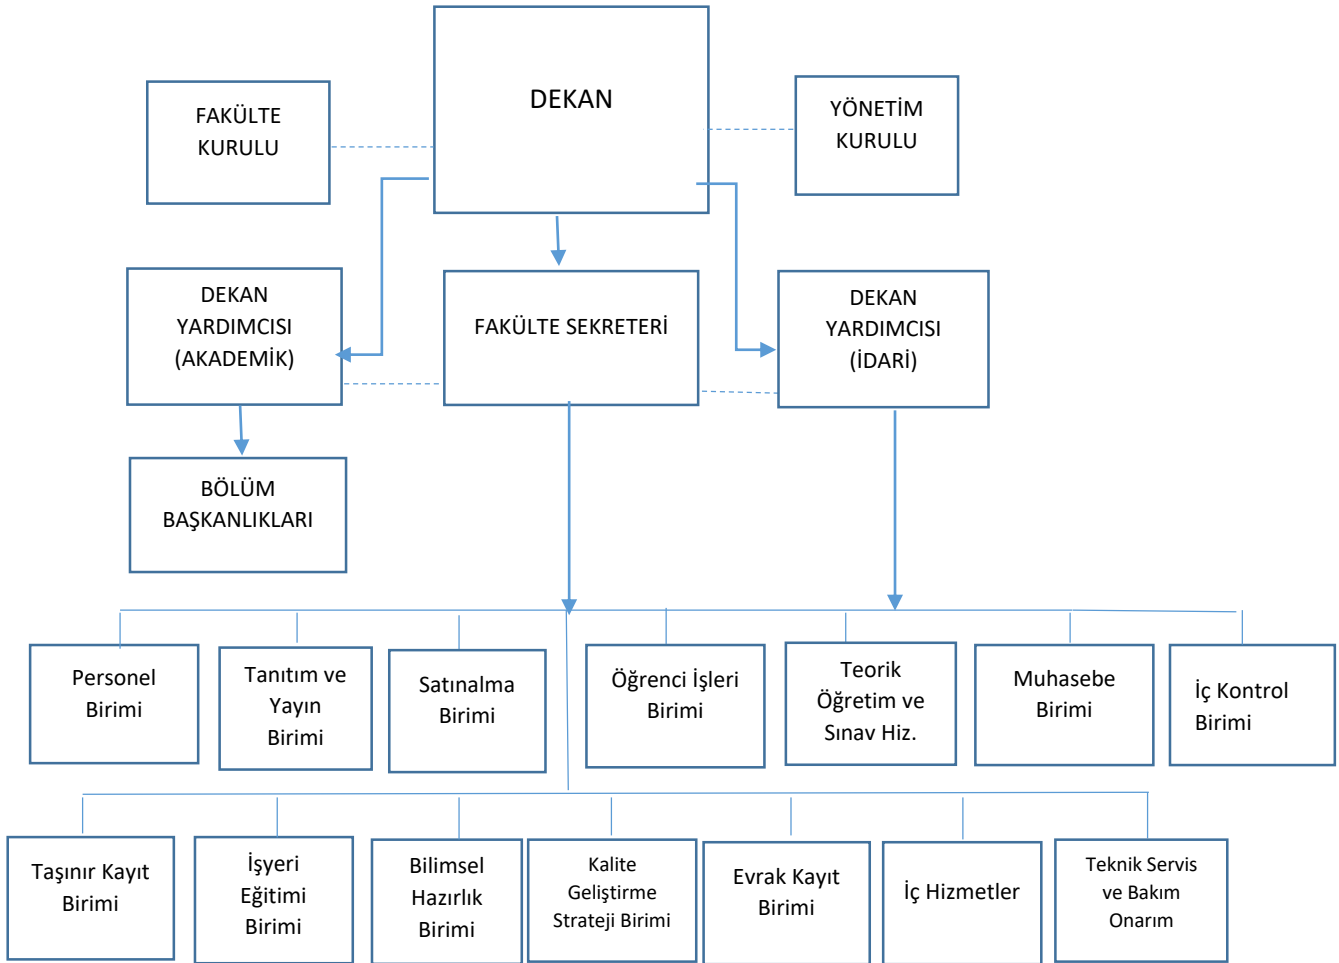 DEKAN
FAKÜLTE
KURULU
YÖNETİM
KURULU
DEKAN
YARDIMCISI
(AKADEMİK)
FAKÜLTE SEKRETERİ
DEKAN
YARDIMCISI
(İDARİ)
BÖLÜM
BAŞKANLIKLARI
Personel
Birimi
Tanıtım ve
Yayın
Birimi
Satınalma
Birimi
Öğrenci İşleri
Birimi
Teorik
Öğretim ve
Sınav Hiz.
Muhasebe
Birimi
İç Kontrol
Birimi
Taşınır Kayıt
Birimi
İşyeri
Eğitimi
Birimi
Bilimsel
Hazırlık
Birimi
Kalite
Geliştirme
Strateji Birimi
Evrak Kayıt
Birimi
İç Hizmetler
Teknik Servis
ve Bakım
Onarım